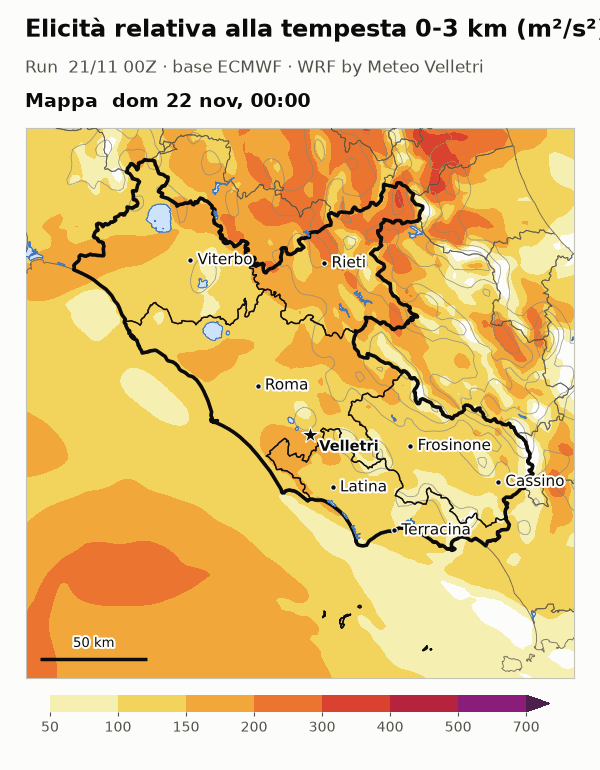 Elicità relativa alla tempesta 0-3 km (m²/s²)
Run 21/11 00Z · base ECMWF · WRF by Meteo Velletri
Mappa dom 22 nov, 00:00
Viterbo
Rieti
Roma
Velletri
Frosinone
Latina
Cassino
Terracina
50 km
50 100 150 200 300 400 500 700